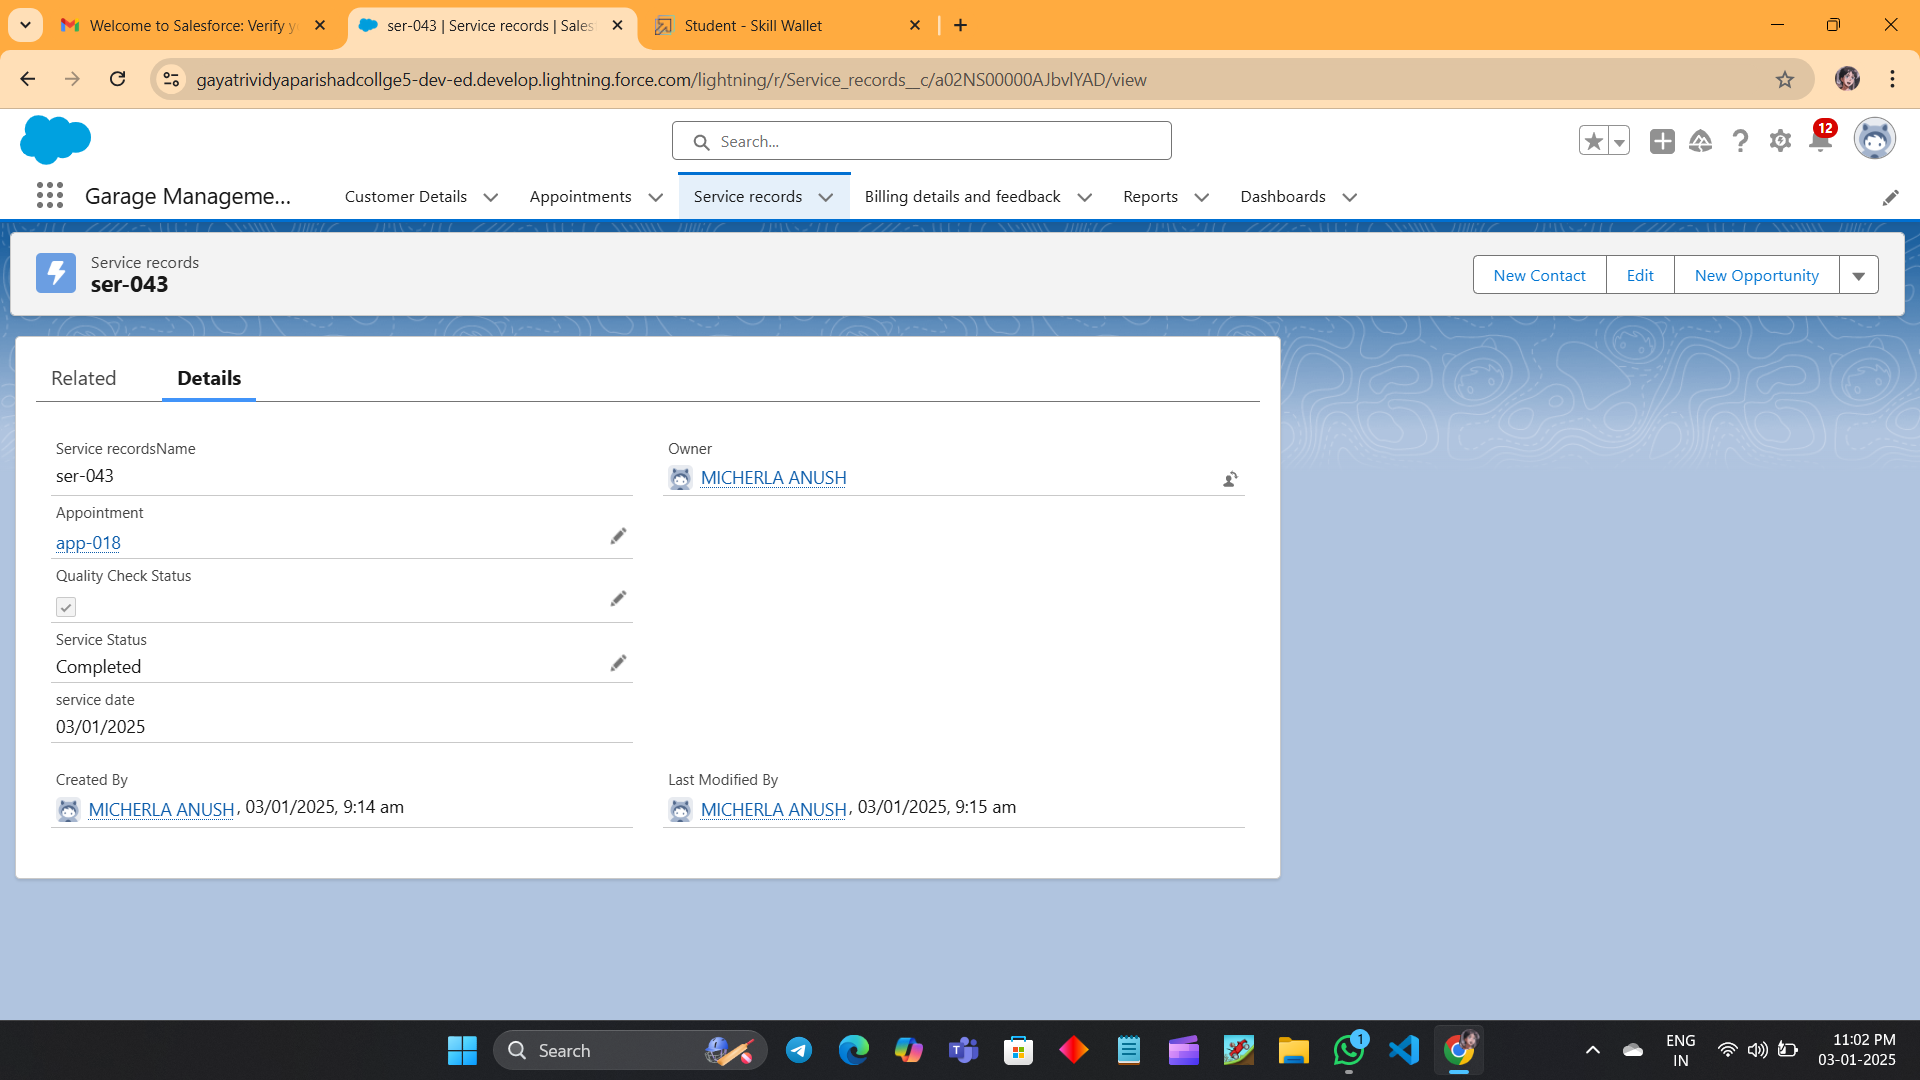 Welcome to Salesforce: Verify y
ser-043 | Service records | Sales
Student - Skill Wallet
gayatrividyaparishadcollge5-dev-ed.develop.lightning.force.com/lightning/r/Service_records__c/a02NS00000AJbvlYAD/view
Search...
12
Garage Manageme...
Customer Details
Appointments
Service records
Billing details and feedback
Reports
Dashboards
Service records
ser-043
New Contact
Edit
New Opportunity
Related
Details
Service recordsName
ser-043
Owner
MICHERLA ANUSH
Appointment
app-018
Quality Check Status
Service Status
Completed
service date
03/01/2025
Created By
MICHERLA ANUSH, 03/01/2025, 9:14 am
Last Modified By
MICHERLA ANUSH, 03/01/2025, 9:15 am
Search
1
ENG
IN
11:02 PM
03-01-2025